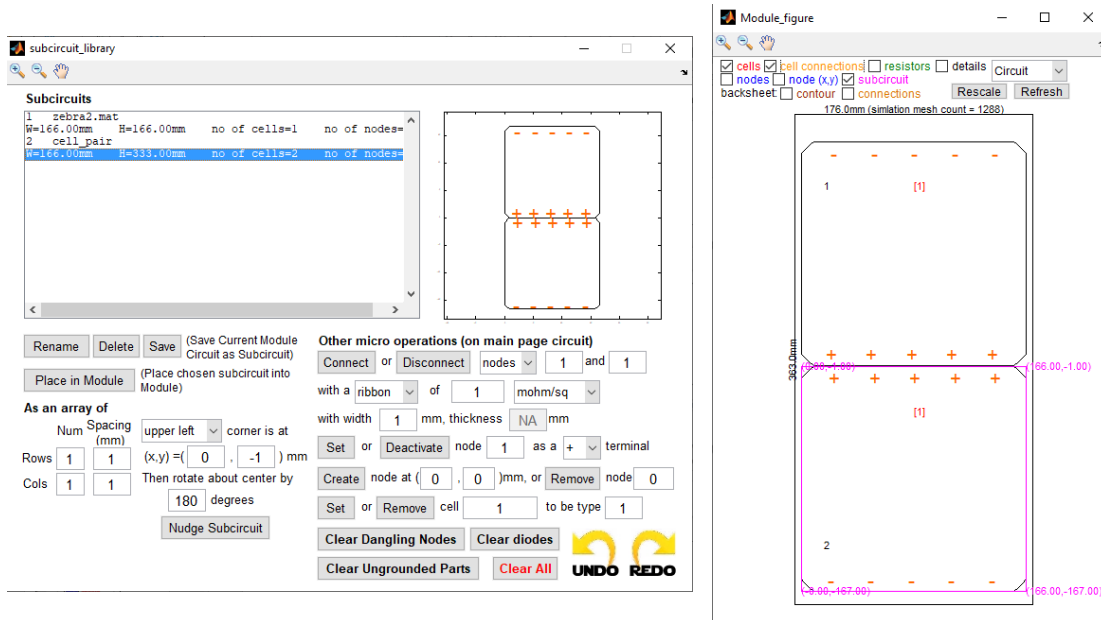 subcircuit_library
Subcircuits
1 zebra2.mat
W=166.00mm H=166.00mm no of cells=1 no of nodes=
2 cell_pair
W=166.00mm H=333.00mm no of cells=2 no of nodes=
Rename Delete Save (Save Current Module Circuit as Subcircuit)
Place in Module (Place chosen subcircuit into Module)
As an array of
Num Spacing (mm)
Rows 1 1
Cols 1 1
upper left corner is at
(x,y) =( 0 , -1 ) mm
Then rotate about center by
180 degrees
Nudge Subcircuit
Other micro operations (on main page circuit)
Connect or Disconnect nodes 1 and 1
with a ribbon of 1 mohm/sq
with width 1 mm, thickness NA mm
Set or Deactivate node 1 as a + terminal
Create node at ( 0 , 0 )mm, or Remove node 0
Set or Remove cell 1 to be type 1
Clear Dangling Nodes Clear diodes
Clear Ungrounded Parts Clear All
UNDO REDO
Module_figure
cells cell connections resistors details Circuit
nodes node (x,y) subcircuit
backsheet: contour connections Rescale Refresh
176.0mm (simlation mesh count = 1288)
- - - - -
1 [1]
+ + + + +
363.0mm
(0.00,-1.00) (166.00,-1.00)
+ + + + +
[1]
2
- - - - -
(-0.00,-167.00) (166.00,-167.00)